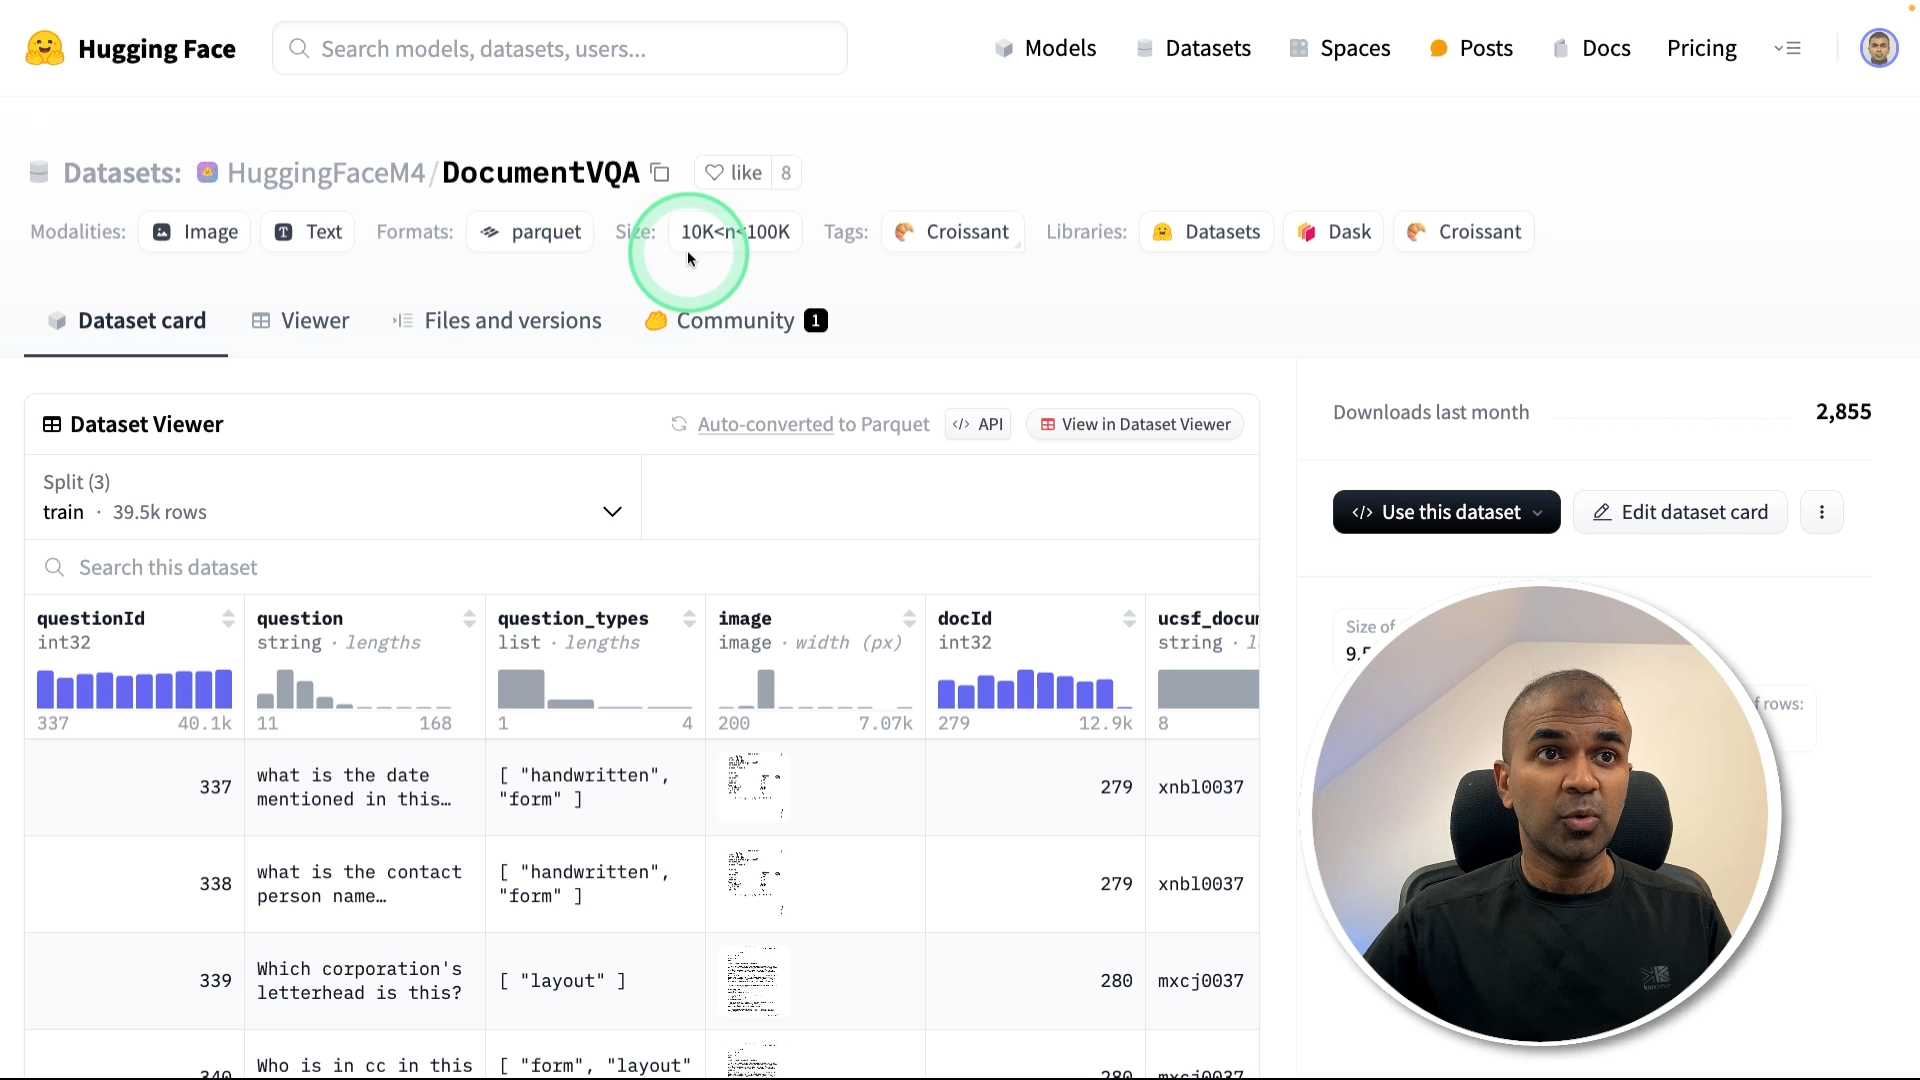 Hugging Face
Search models, datasets, users...
Models
Datasets
Spaces
Posts
Docs
Pricing
Datasets: HuggingFaceM4/DocumentVQA
like 8
Modalities: Image Text Formats: parquet Size: 10K<n<100K Tags: Croissant Libraries: Datasets Dask Croissant
Dataset card
Viewer
Files and versions
Community 1
Dataset Viewer
Auto-converted to Parquet
</> API
View in Dataset Viewer
Split (3)
train · 39.5k rows
Search this dataset
questionId
int32
337 40.1k
question
string · lengths
11 168
question_types
list · lengths
1 4
image
image · width (px)
200 7.07k
docId
int32
279 12.9k
string
8
337
what is the date
mentioned in this…
[ "handwritten",
"form" ]
279
xnbl0037
338
what is the contact
person name…
[ "handwritten",
"form" ]
279
xnbl0037
339
Which corporation's
letterhead is this?
[ "layout" ]
280
mxcj0037
340
Who is in cc in this
[ "form", "layout"
280
mxcj0037
Downloads last month
2,855
</> Use this dataset
Edit dataset card
Size of
rows: